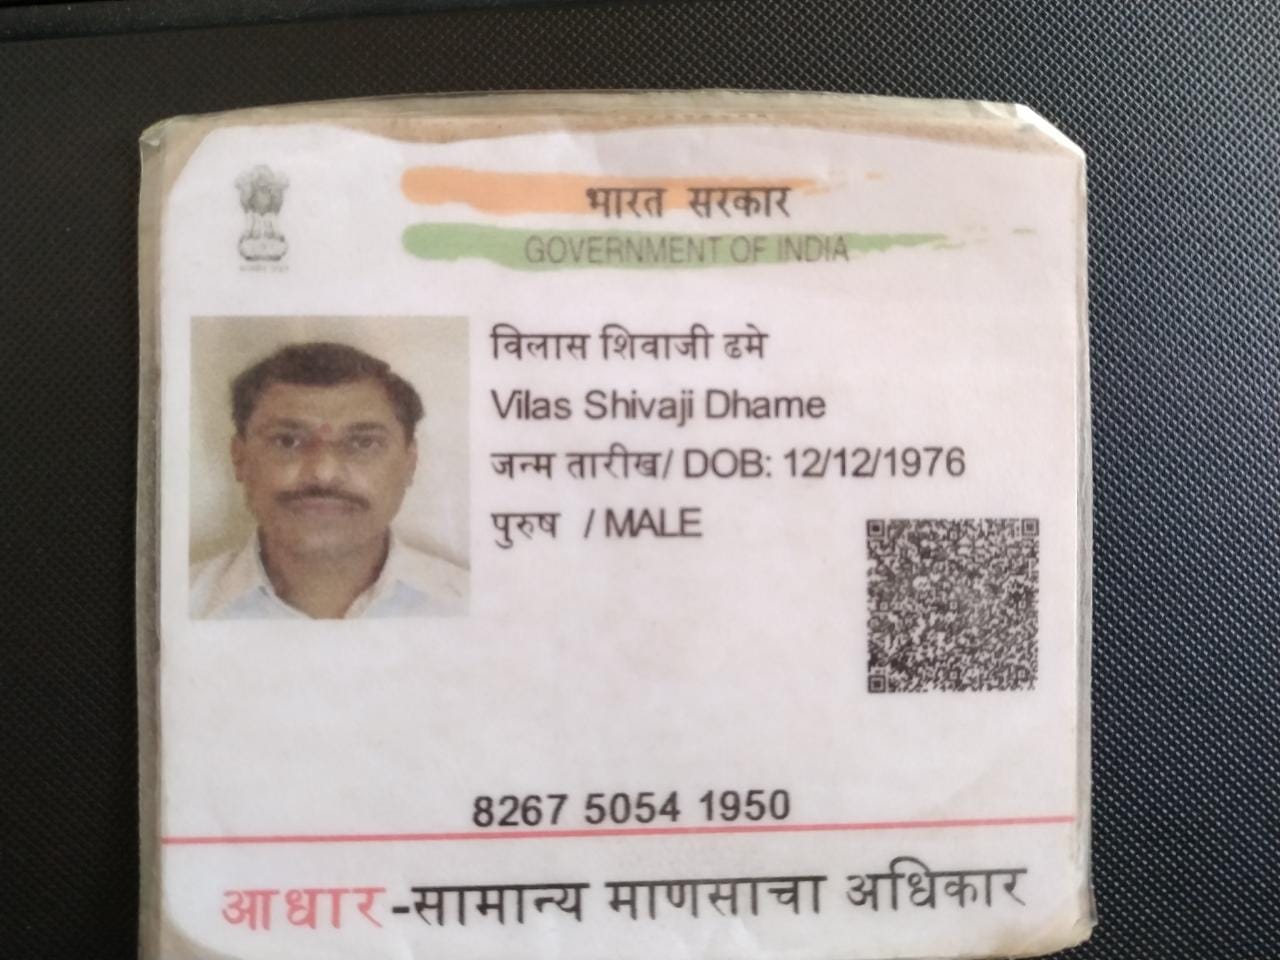 भारत सरकार
GOVERNMENT OF INDIA
विलास शिवाजी ढमे
Vilas Shivaji Dhame
जन्म तारीख/ DOB: 12/12/1976
पुरुष / MALE
8267 5054 1950
आधार-सामान्य माणसाचा अधिकार